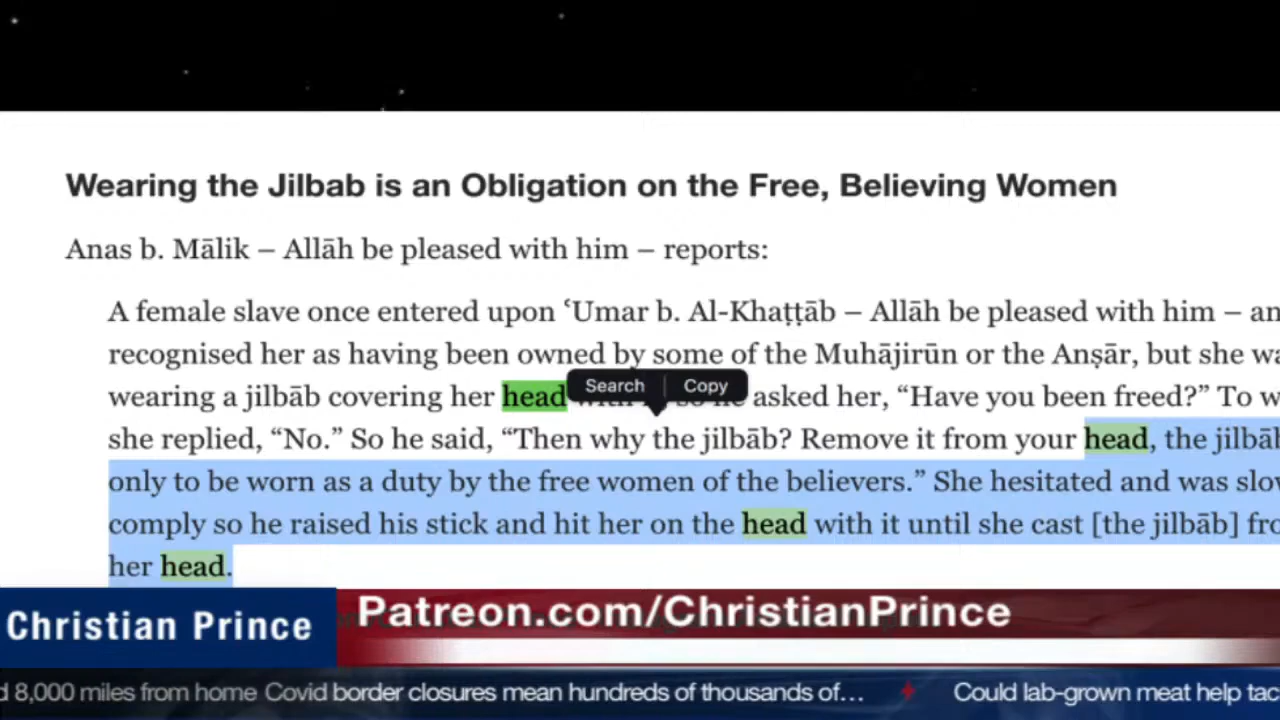 Wearing the Jilbab is an Obligation on the Free, Believing Women
Anas b. Mālik – Allāh be pleased with him – reports:
A female slave once entered upon ʿUmar b. Al-Khaṭṭāb – Allāh be pleased with him –
recognised her as having been owned by some of the Muhājirūn or the Anṣār, but she
Search Copy
wearing a jilbāb covering her head asked her, “Have you been freed?” To
she replied, “No.” So he said, “Then why the jilbāb? Remove it from your head, the
only to be worn as a duty by the free women of the believers.” She hesitated and was
comply so he raised his stick and hit her on the head with it until she cast [the jilbāb]
her head.
Patreon.com/ChristianPrince
Christian Prince
8,000 miles from home Covid border closures mean hundreds of thousands of… Could lab-grown meat help